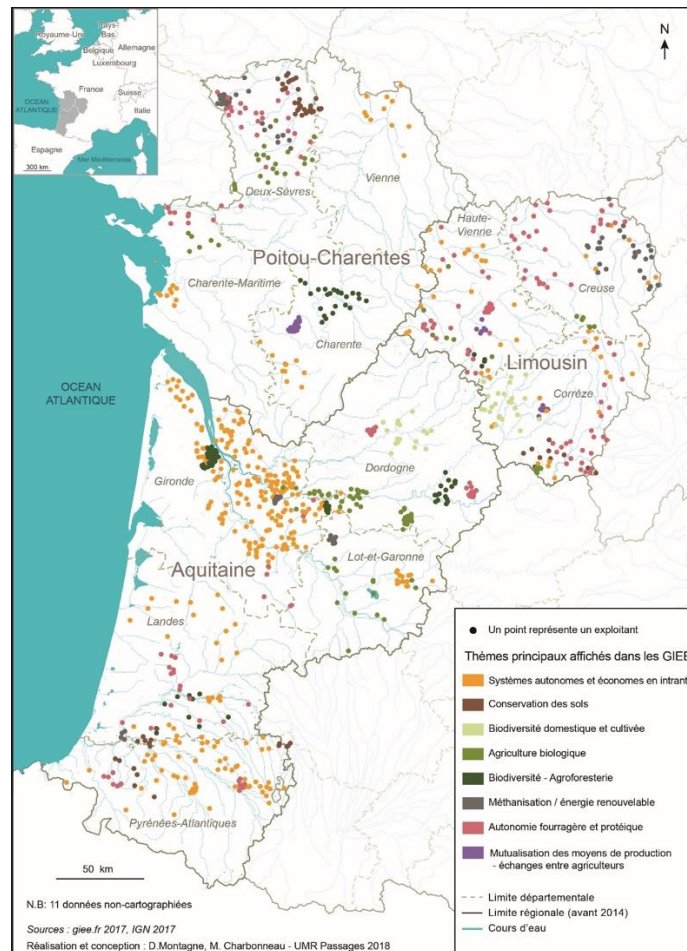 Royaume-Uni
Pays-
Bas
Belgique
Allemagne
Luxembourg
France
Suisse
Italie
OCEAN
ATLANTIQUE
Espagne
Mer Méditerranée
300 km
N
Deux-Sèvres
Vienne
Haute-
Vienne
Poitou-Charentes
Creuse
Charente-Maritime
Charente
Limousin
Corrèze
OCEAN
ATLANTIQUE
Dordogne
Gironde
Lot-et-Garonne
Aquitaine
Landes
Pyrénées-Atlantiques
50 km
N.B: 11 données non-cartographiées
Sources : giee.fr 2017, IGN 2017
Réalisation et conception : D.Montagne, M. Charbonneau - UMR Passages 2018
Un point représente un exploitant
Thèmes principaux affichés dans les GIEE
Systèmes autonomes et économes en intrant
Conservation des sols
Biodiversité domestique et cultivée
Agriculture biologique
Biodiversité - Agroforesterie
Méthanisation / énergie renouvelable
Autonomie fourragère et protéique
Mutualisation des moyens de production
- échanges entre agriculteurs
Limite départementale
Limite régionale (avant 2014)
Cours d'eau